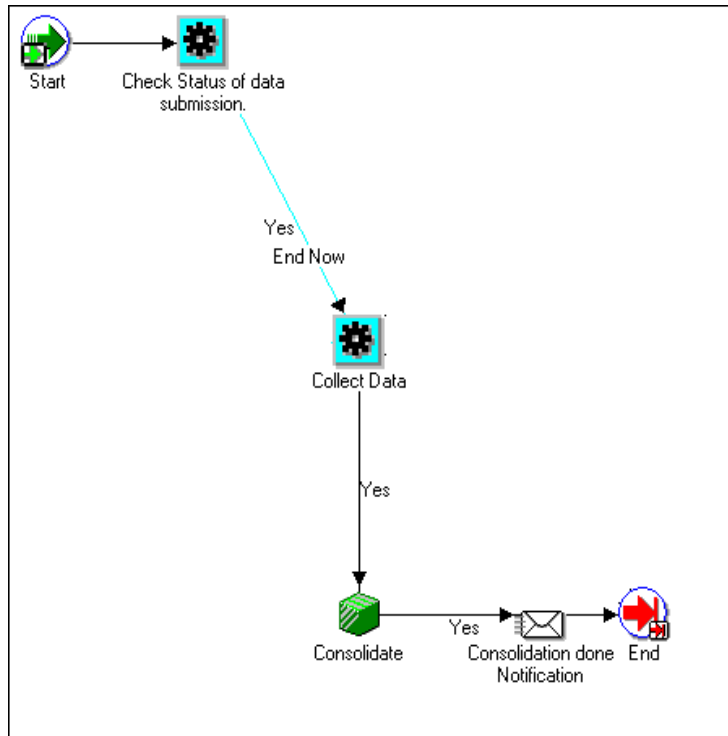 Start
Check Status of data
submission.
Yes
End Now
Collect Data
Yes
Consolidate
Yes
Consolidation done
Notification
End